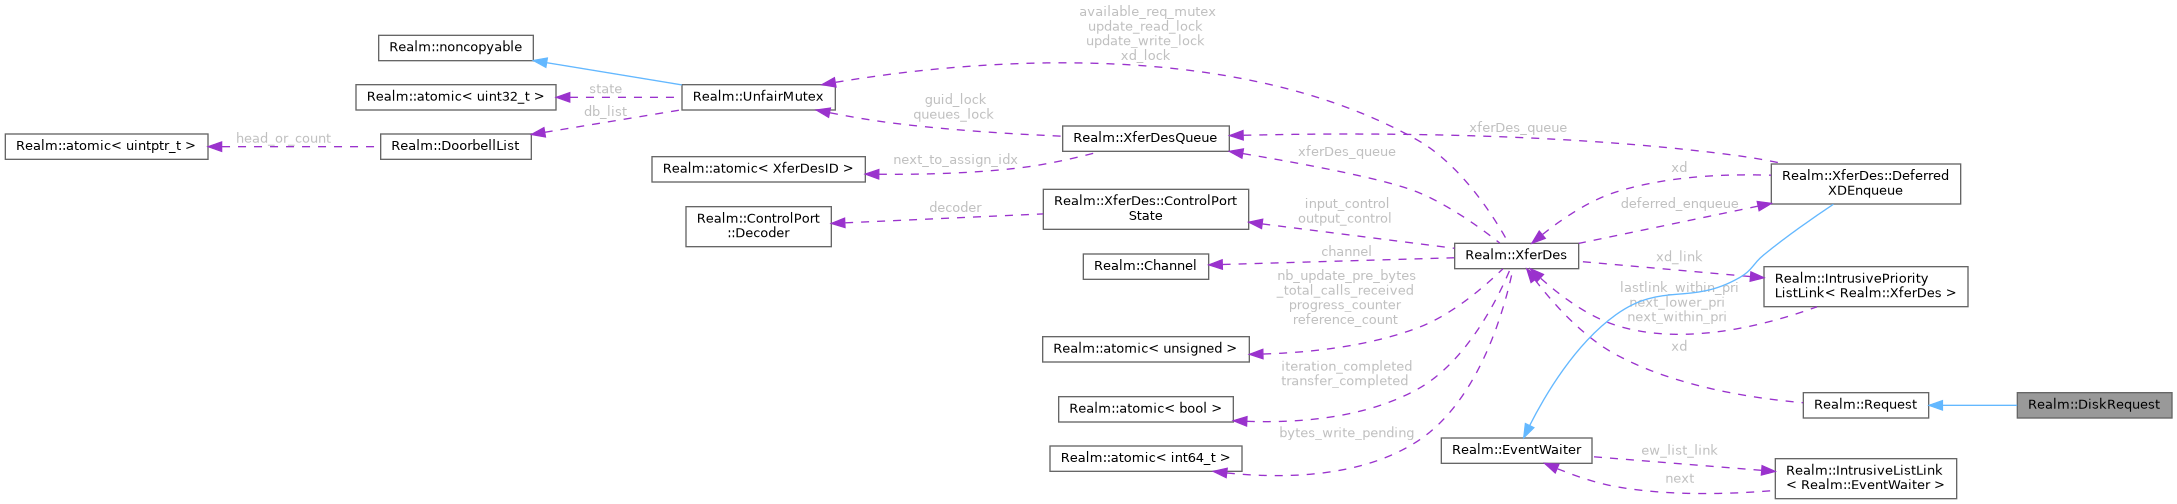 available_req_mutex
update_read_lock
update_write_lock
xd_lock
Realm::noncopyable
Realm::atomic< uint32_t >
state
Realm::UnfairMutex
db_list
guid_lock
queues_lock
Realm::atomic< uintptr_t >
head_or_count
Realm::DoorbellList
Realm::XferDesQueue
xferDes_queue
xferDes_queue
next_to_assign_idx
Realm::atomic< XferDesID >
xd
Realm::XferDes::Deferred
XDEnqueue
Realm::XferDes::ControlPort
State
deferred_enqueue
decoder
Realm::ControlPort
::Decoder
input_control
output_control
channel
Realm::Channel
Realm::XferDes
xd_link
Realm::IntrusivePriority
ListLink< Realm::XferDes >
nb_update_pre_bytes
_total_calls_received
progress_counter
reference_count
lastlink_within_pri
next_lower_pri
next_within_pri
Realm::atomic< unsigned >
xd
iteration_completed
transfer_completed
Realm::atomic< bool >
Realm::Request
Realm::DiskRequest
bytes_write_pending
Realm::atomic< int64_t >
Realm::EventWaiter
ew_list_link
next
Realm::IntrusiveListLink
< Realm::EventWaiter >